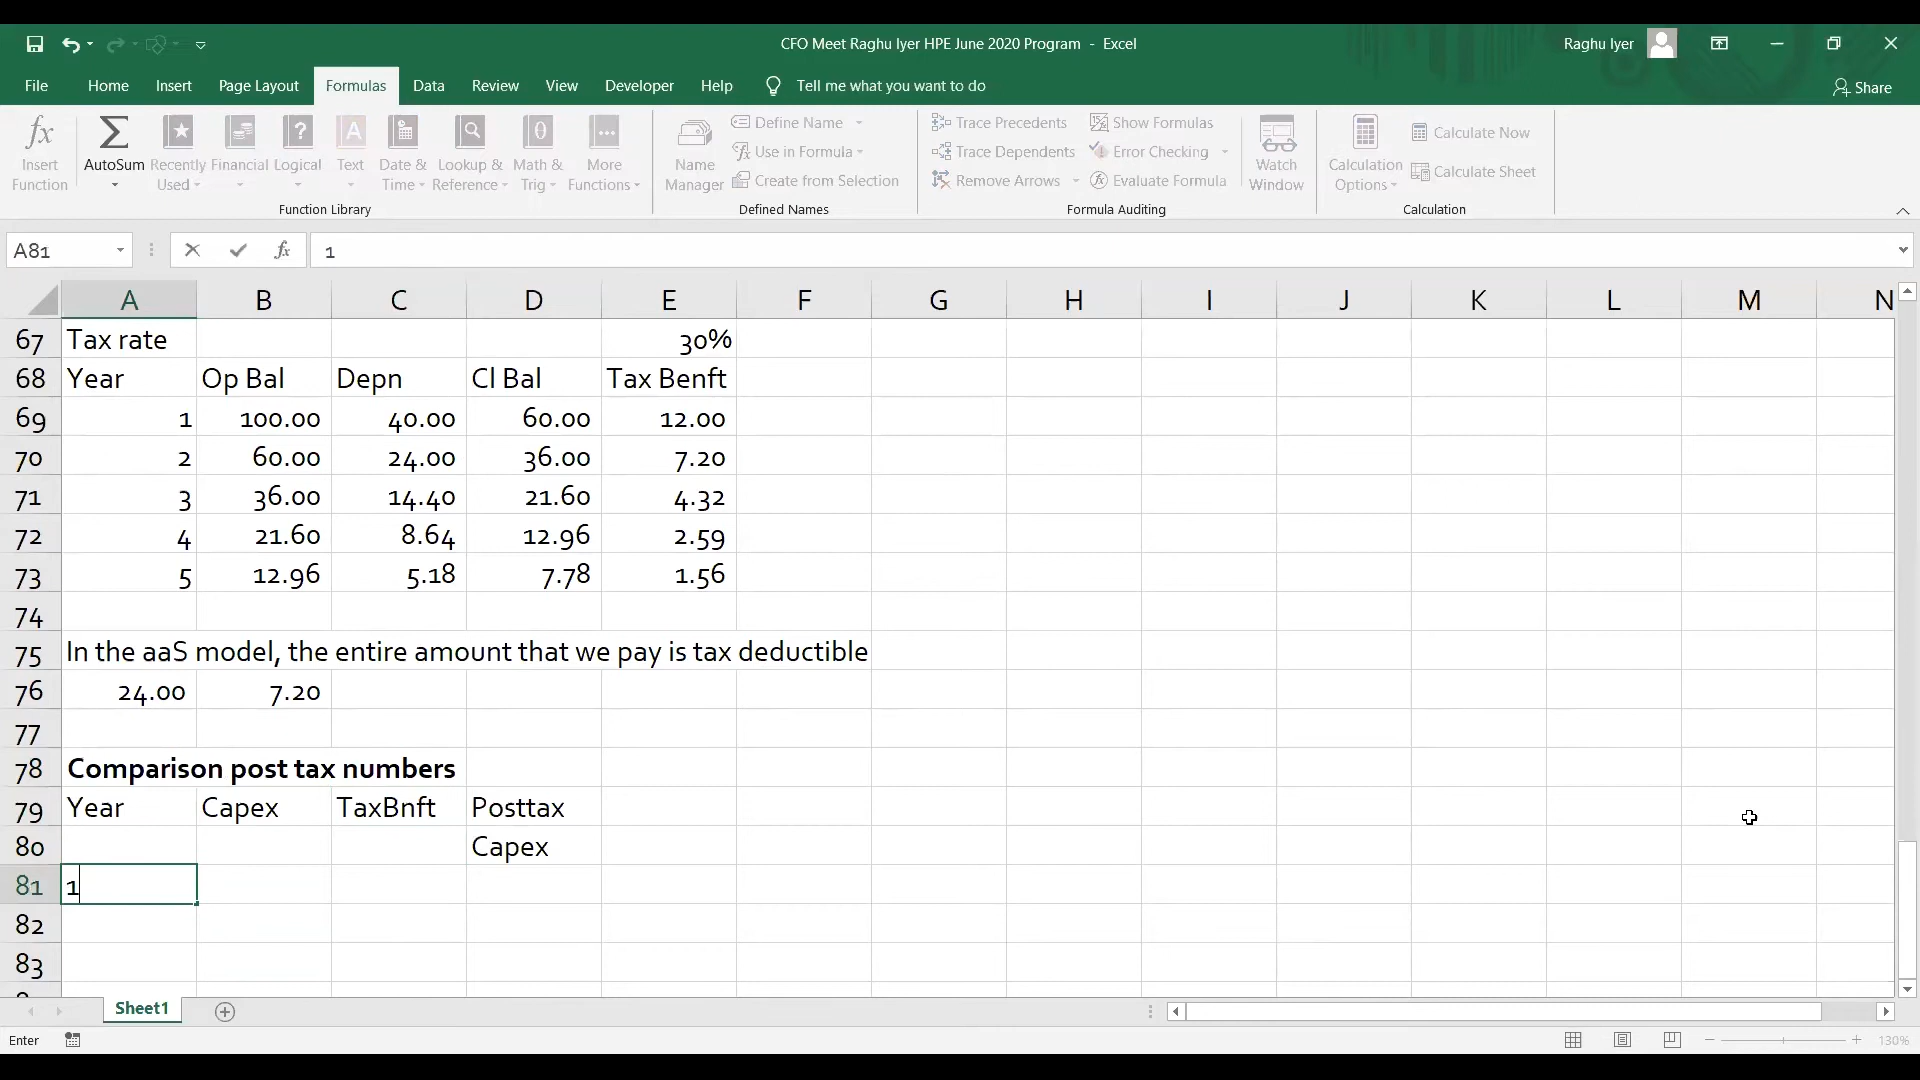 CFO Meet Raghu Iyer HPE June 2020 Program - Excel
Raghu Iyer
File Home Insert Page Layout Formulas Data Review View Developer Help Tell me what you want to do
Share
Insert Function
AutoSum
Recently Used
Financial
Logical
Text
Date & Time
Lookup & Reference
Math & Trig
More Functions
Function Library
Name Manager
Define Name
Use in Formula
Create from Selection
Defined Names
Trace Precedents
Trace Dependents
Remove Arrows
Show Formulas
Error Checking
Evaluate Formula
Formula Auditing
Watch Window
Calculation Options
Calculate Now
Calculate Sheet
Calculation
A81 fx 1
A B C D E F G H I J K L M N
67 Tax rate 30%
68 Year Op Bal Depn Cl Bal Tax Benft
69 1 100.00 40.00 60.00 12.00
70 2 60.00 24.00 36.00 7.20
71 3 36.00 14.40 21.60 4.32
72 4 21.60 8.64 12.96 2.59
73 5 12.96 5.18 7.78 1.56
74
75 In the aaS model, the entire amount that we pay is tax deductible
76 24.00 7.20
77
78 Comparison post tax numbers
79 Year Capex TaxBnft Posttax
80 Capex
81 1
82
83
Sheet1
Enter
130%